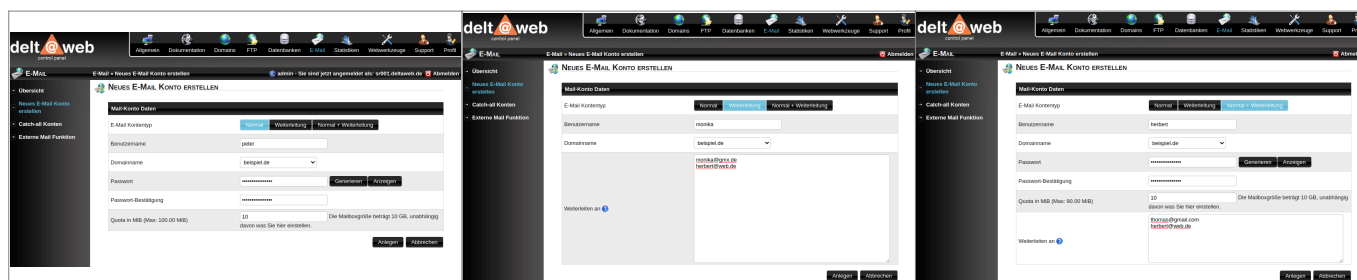 delt@web
control panel
Allgemein Dokumentation Domains FTP Datenbanken E-Mail Statistiken Webwerkzeuge Support Profil
E-Mail
E-Mail » Neues E-Mail Konto erstellen
admin - Sie sind jetzt angemeldet als: sr001.deltaweb.de Abmelden
Übersicht
Neues E-Mail Konto
erstellen
Catch-all Konten
Externe Mail Funktion
Neues E-Mail Konto erstellen
Mail-Konto Daten
E-Mail Kontentyp Normal Weiterleitung Normal + Weiterleitung
Benutzername peter
Domainname beispiel.de
Passwort •••••••••••••••• Generieren Anzeigen
Passwort-Bestätigung ••••••••••••••••
Quota in MiB (Max: 100.00 MiB) 10 Die Mailboxgröße beträgt 10 GB, unabhängig
davon was Sie hier einstellen.
Anlegen Abbrechen
delt@web
control panel
Allgemein Dokumentation Domains FTP Datenbanken E-Mail Statistiken Webwerkzeuge Support Profil
E-Mail
E-Mail » Neues E-Mail Konto erstellen
Abmelden
Übersicht
Neues E-Mail Konto
erstellen
Catch-all Konten
Externe Mail Funktion
Neues E-Mail Konto erstellen
Mail-Konto Daten
E-Mail Kontentyp Normal Weiterleitung Normal + Weiterleitung
Benutzername monika
Domainname beispiel.de
monika@gmx.de
herbert@web.de
Weiterleiten an
Anlegen Abbrechen
delt@web
control panel
Allgemein Dokumentation Domains FTP Datenbanken E-Mail Statistiken Webwerkzeuge Support
E-Mail
E-Mail » Neues E-Mail Konto erstellen
Abmelden
Übersicht
Neues E-Mail Konto
erstellen
Catch-all Konten
Externe Mail Funktion
Neues E-Mail Konto erstellen
Mail-Konto Daten
E-Mail Kontentyp Normal Weiterleitung Normal + Weiterleitung
Benutzername herbert
Domainname beispiel.de
Passwort •••••••••••••••• Generieren Anzeigen
Passwort-Bestätigung ••••••••••••••••
Quota in MiB (Max: 90.00 MiB) 10 Die Mailboxgröße beträgt 10 GB, unabhängig
davon was Sie hier einstellen.
thomas@gmail.com
herbert@web.de
Weiterleiten an
Anlegen Abbrechen